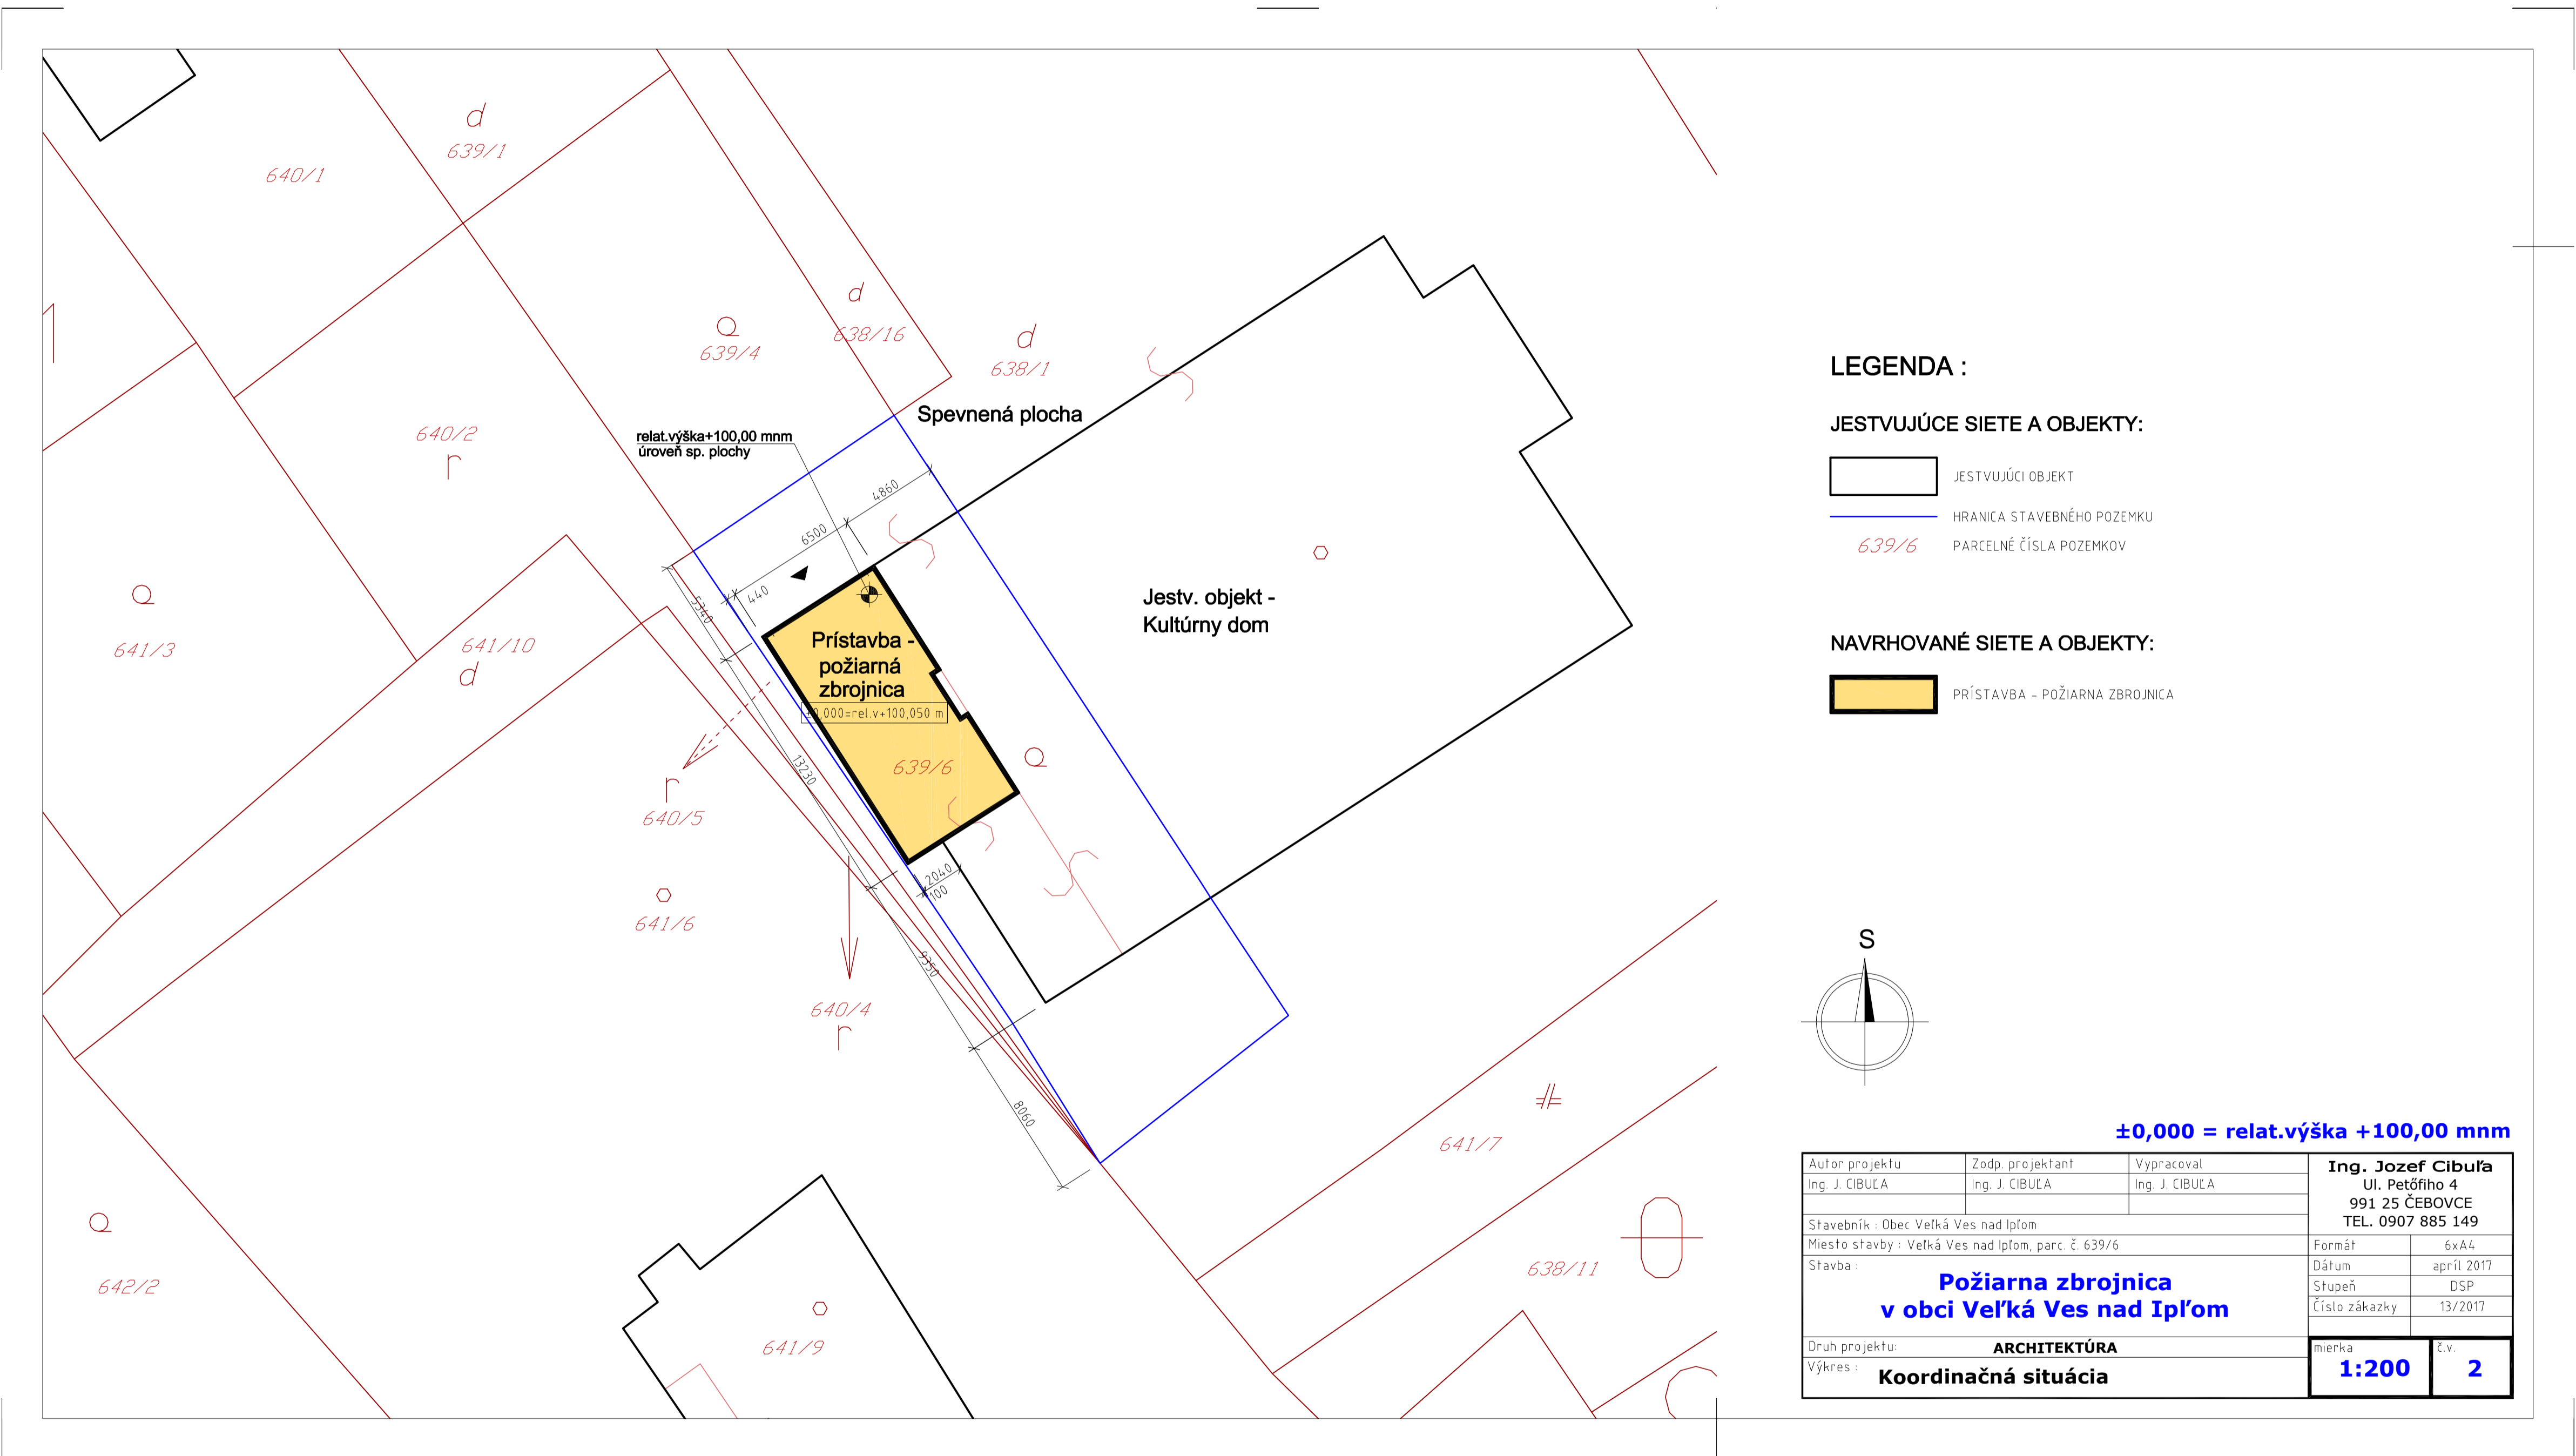 d
639/1
640/1
d
638/16
Q
639/4
d
638/1
Spevnená plocha
640/2
r
relat.výška+100,00 mnm
úroveň sp. plochy
4860
6500
440
5340
Q
641/3
641/10
d
Prístavba -
požiarná
zbrojnica
±0,000=rel.v+100,050 m
639/6
Q
Jestv. objekt -
Kultúrny dom
13230
r
640/5
641/6
2040
100
9350
640/4
r
8060
641/7
638/11
Q
642/2
641/9
LEGENDA :
JESTVUJÚCE SIETE A OBJEKTY:
JESTVUJÚCI OBJEKT
HRANICA STAVEBNÉHO POZEMKU
639/6 PARCELNÉ ČÍSLA POZEMKOV
NAVRHOVANÉ SIETE A OBJEKTY:
PRÍSTAVBA - POŽIARNA ZBROJNICA
S
±0,000 = relat.výška +100,00 mnm
Autor projektu Zodp. projektant Vypracoval
Ing. J. CIBUĽA Ing. J. CIBUĽA Ing. J. CIBUĽA
Ing. Jozef Cibuľa
Ul. Petőfiho 4
991 25 ČEBOVCE
TEL. 0907 885 149
Stavebník : Obec Veľká Ves nad Ipľom
Miesto stavby : Veľká Ves nad Ipľom, parc. č. 639/6
Formát 6xA4
Dátum apríl 2017
Stupeň DSP
Číslo zákazky 13/2017
Stavba :
Požiarna zbrojnica
v obci Veľká Ves nad Ipľom
Druh projektu: ARCHITEKTÚRA
Výkres : Koordinačná situácia
mierka
1:200
č.v.
2